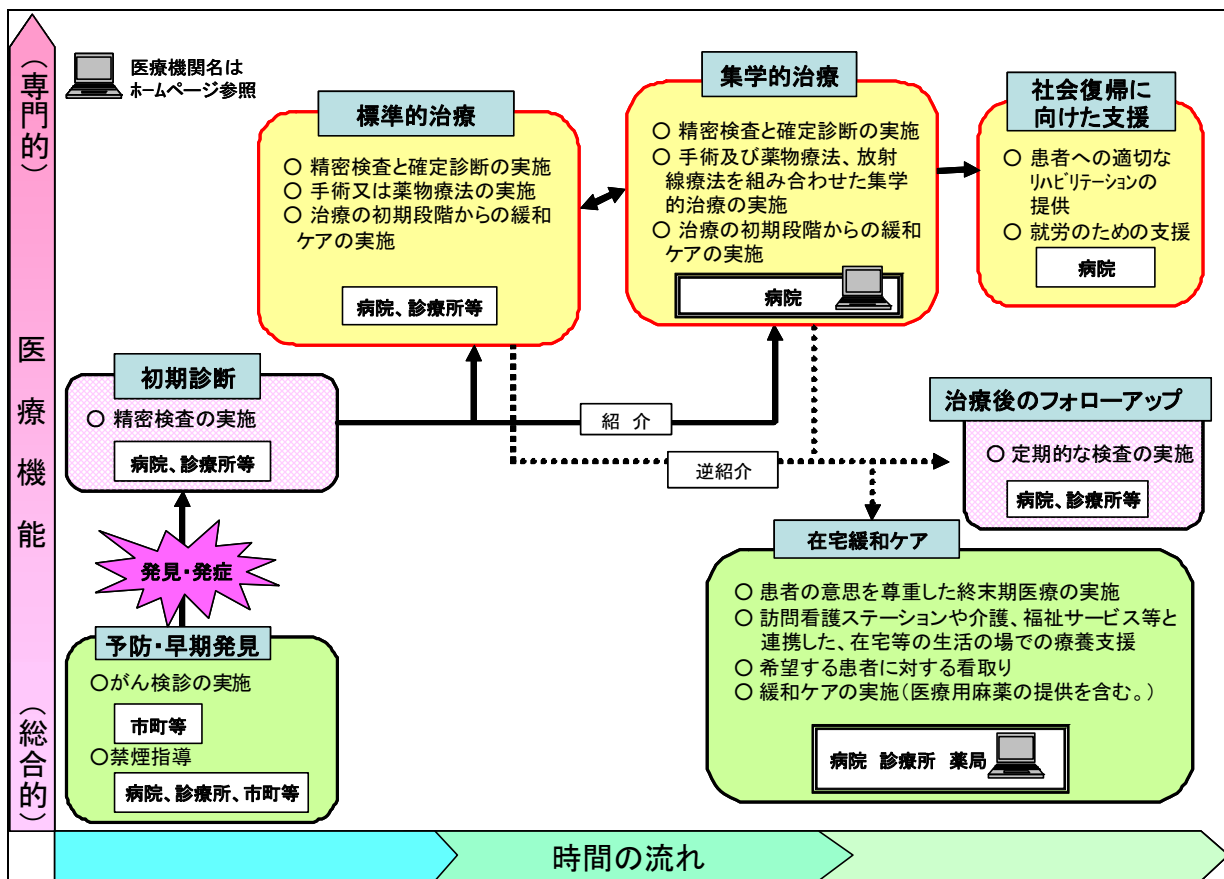 (専門的)
医療機能
(総合的)
医療機関名は
ホームページ参照
標準的治療
○ 精密検査と確定診断の実施
○ 手術又は薬物療法の実施
○ 治療の初期段階からの緩和
ケアの実施
病院、診療所等
集学的治療
○ 精密検査と確定診断の実施
○ 手術及び薬物療法、放射
線療法を組み合わせた集学
的治療の実施
○ 治療の初期段階からの緩和
ケアの実施
病院
社会復帰に
向けた支援
○ 患者への適切な
リハビリテーションの
提供
○ 就労のための支援
病院
初期診断
○ 精密検査の実施
病院、診療所等
紹 介
逆紹介
治療後のフォローアップ
○ 定期的な検査の実施
病院、診療所等
発見・発症
予防・早期発見
○がん検診の実施
市町等
○禁煙指導
病院、診療所、市町等
在宅緩和ケア
○ 患者の意思を尊重した終末期医療の実施
○ 訪問看護ステーションや介護、福祉サービス等と
連携した、在宅等の生活の場での療養支援
○ 希望する患者に対する看取り
○ 緩和ケアの実施(医療用麻薬の提供を含む。)
病院 診療所 薬局
時間の流れ